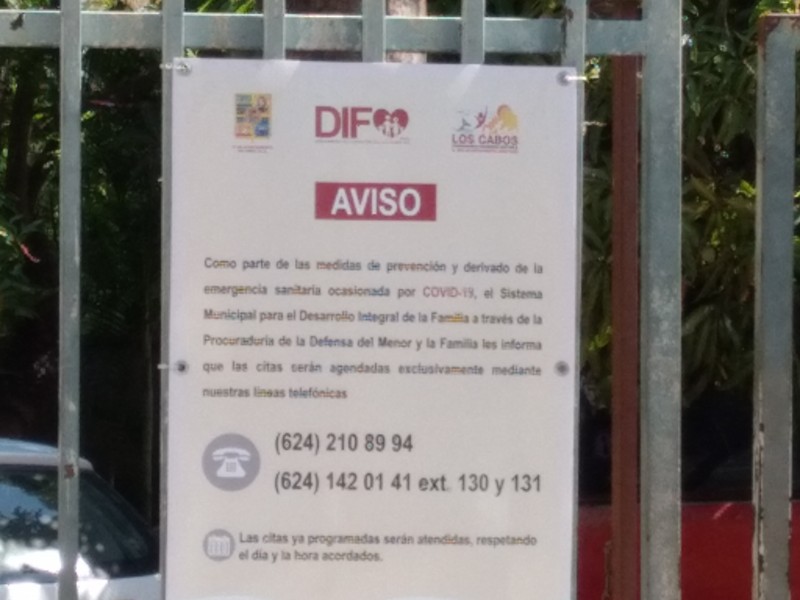 DIF
LOS CABOS
AVISO
Como parte de las medidas de prevención y derivado de la
emergencia sanitaria ocasionada por COVID-19, el Sistema
Municipal para el Desarrollo Integral de la Familia a través de la
Procuraduría de la Defensa del Menor y la Familia les informa
que las citas serán agendadas exclusivamente mediante
nuestras líneas telefónicas
(624) 210 89 94
(624) 142 01 41 ext. 130 y 131
Las citas ya programadas serán atendidas, respetando
el día y la hora acordados.